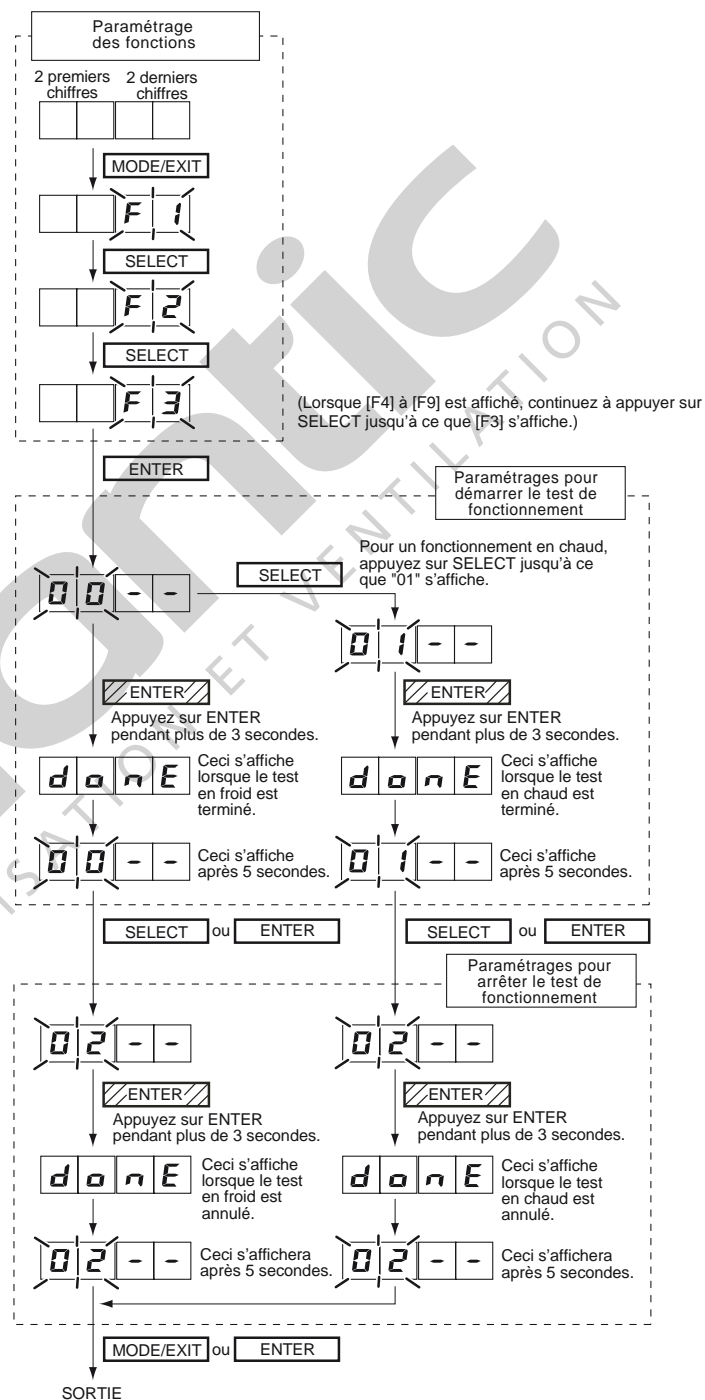 Paramétrage
des fonctions
2 premiers
chiffres
2 derniers
chiffres
MODE/EXIT
F 1
SELECT
F 2
SELECT
F 3
(Lorsque [F4] à [F9] est affiché, continuez à appuyer sur
SELECT jusqu'à ce que [F3] s'affiche.)
ENTER
Paramétrages pour
démarrer le test de
fonctionnement
Pour un fonctionnement en chaud,
appuyez sur SELECT jusqu'à ce
que "01" s'affiche.
SELECT
0 0 - -
0 1 - -
ENTER
Appuyez sur ENTER
pendant plus de 3 secondes.
ENTER
Appuyez sur ENTER
pendant plus de 3 secondes.
d o n E
Ceci s'affiche
lorsque le test
en froid est
terminé.
d o n E
Ceci s'affiche
lorsque le test
en chaud est
terminé.
0 0 - -
Ceci s'affiche
après 5 secondes.
0 1 - -
Ceci s'affiche
après 5 secondes.
SELECT ou ENTER
SELECT ou ENTER
Paramétrages pour
arrêter le test de
fonctionnement
0 2 - -
0 2 - -
ENTER
Appuyez sur ENTER
pendant plus de 3 secondes.
ENTER
Appuyez sur ENTER
pendant plus de 3 secondes.
d o n E
Ceci s'affiche
lorsque le test
en froid est
annulé.
d o n E
Ceci s'affiche
lorsque le test
en chaud est
annulé.
0 2 - -
Ceci s'affichera
après 5 secondes.
0 2 - -
Ceci s'affichera
après 5 secondes.
MODE/EXIT ou ENTER
SORTIE
antic
ISATION ET VENTILATION